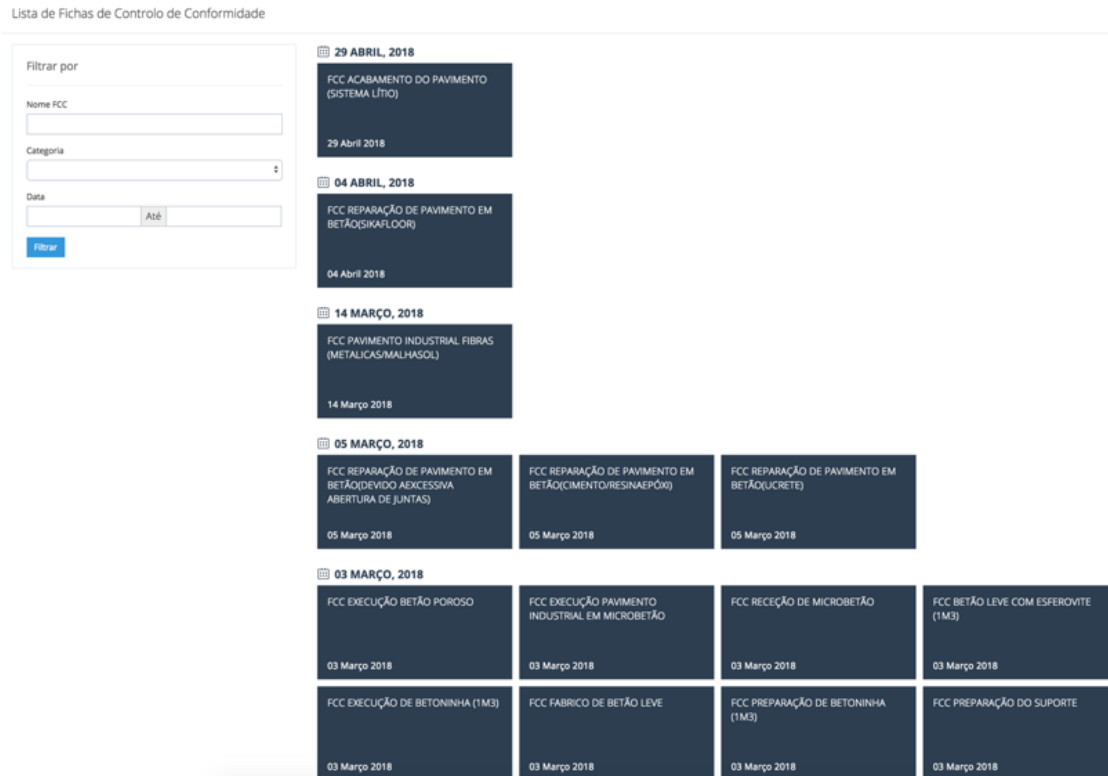 Lista de Fichas de Controlo de Conformidade
Filtrar por
Nome FCC
Categoria
Data
Até
Filtrar
29 ABRIL, 2018
FCC ACABAMENTO DO PAVIMENTO
(SISTEMA LÍTIO)
29 Abril 2018
04 ABRIL, 2018
FCC REPARAÇÃO DE PAVIMENTO EM
BETÃO(SIKAFLOOR)
04 Abril 2018
14 MARÇO, 2018
FCC PAVIMENTO INDUSTRIAL FIBRAS
(METALICAS/MALHASOL)
14 Março 2018
05 MARÇO, 2018
FCC REPARAÇÃO DE PAVIMENTO EM
BETÃO(DEVIDO AEXCESSIVA
ABERTURA DE JUNTAS)
05 Março 2018
FCC REPARAÇÃO DE PAVIMENTO EM
BETÃO(CIMENTO/RESINAEPÓXI)
05 Março 2018
FCC REPARAÇÃO DE PAVIMENTO EM
BETÃO(UCRETE)
05 Março 2018
03 MARÇO, 2018
FCC EXECUÇÃO BETÃO POROSO
03 Março 2018
FCC EXECUÇÃO PAVIMENTO
INDUSTRIAL EM MICROBETÃO
03 Março 2018
FCC RECEÇÃO DE MICROBETÃO
03 Março 2018
FCC BETÃO LEVE COM ESFEROVITE
(1M3)
03 Março 2018
FCC EXECUÇÃO DE BETONINHA (1M3)
03 Março 2018
FCC FABRICO DE BETÃO LEVE
03 Março 2018
FCC PREPARAÇÃO DE BETONINHA
(1M3)
03 Março 2018
FCC PREPARAÇÃO DO SUPORTE
03 Março 2018